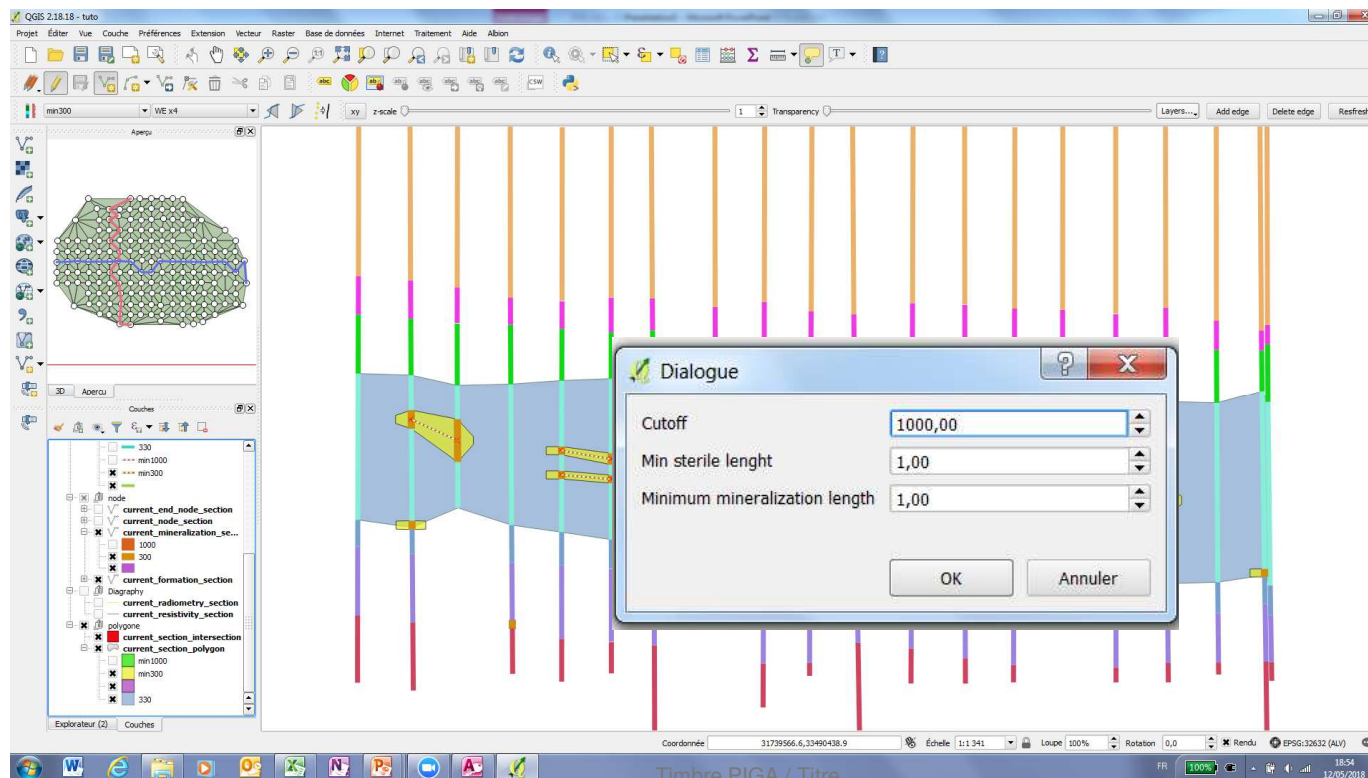 QGIS 2.18.18 - tuto
Projet Éditer Vue Couche Préférences Extension Vecteur Raster Base de données Internet Traitement Aide Albion
min300 WE x4 xy z-scale 1 Transparency Layers... Add edge Delete edge Resfresh
Aperçu
3D Aperçu
Couches
330
min1000
min300
node
current_end_node_section
current_node_section
current_mineralization_se...
1000
300
current_formation_section
Diagraphy
current_radiometry_section
current_resistivity_section
polygone
current_section_intersection
current_section_polygon
min1000
min300
330
Explorateur (2) Couches
Dialogue
Cutoff 1000,00
Min sterile lenght 1,00
Minimum mineralization length 1,00
OK Annuler
Coordonnée 31739566.6,33490438.9 Échelle 1:1 341 Loupe 100% Rotation 0,0 Rendu EPSG:32632 (ALV)
Timbre PIGA / Titre
FR 100% 18:54
12/05/2018